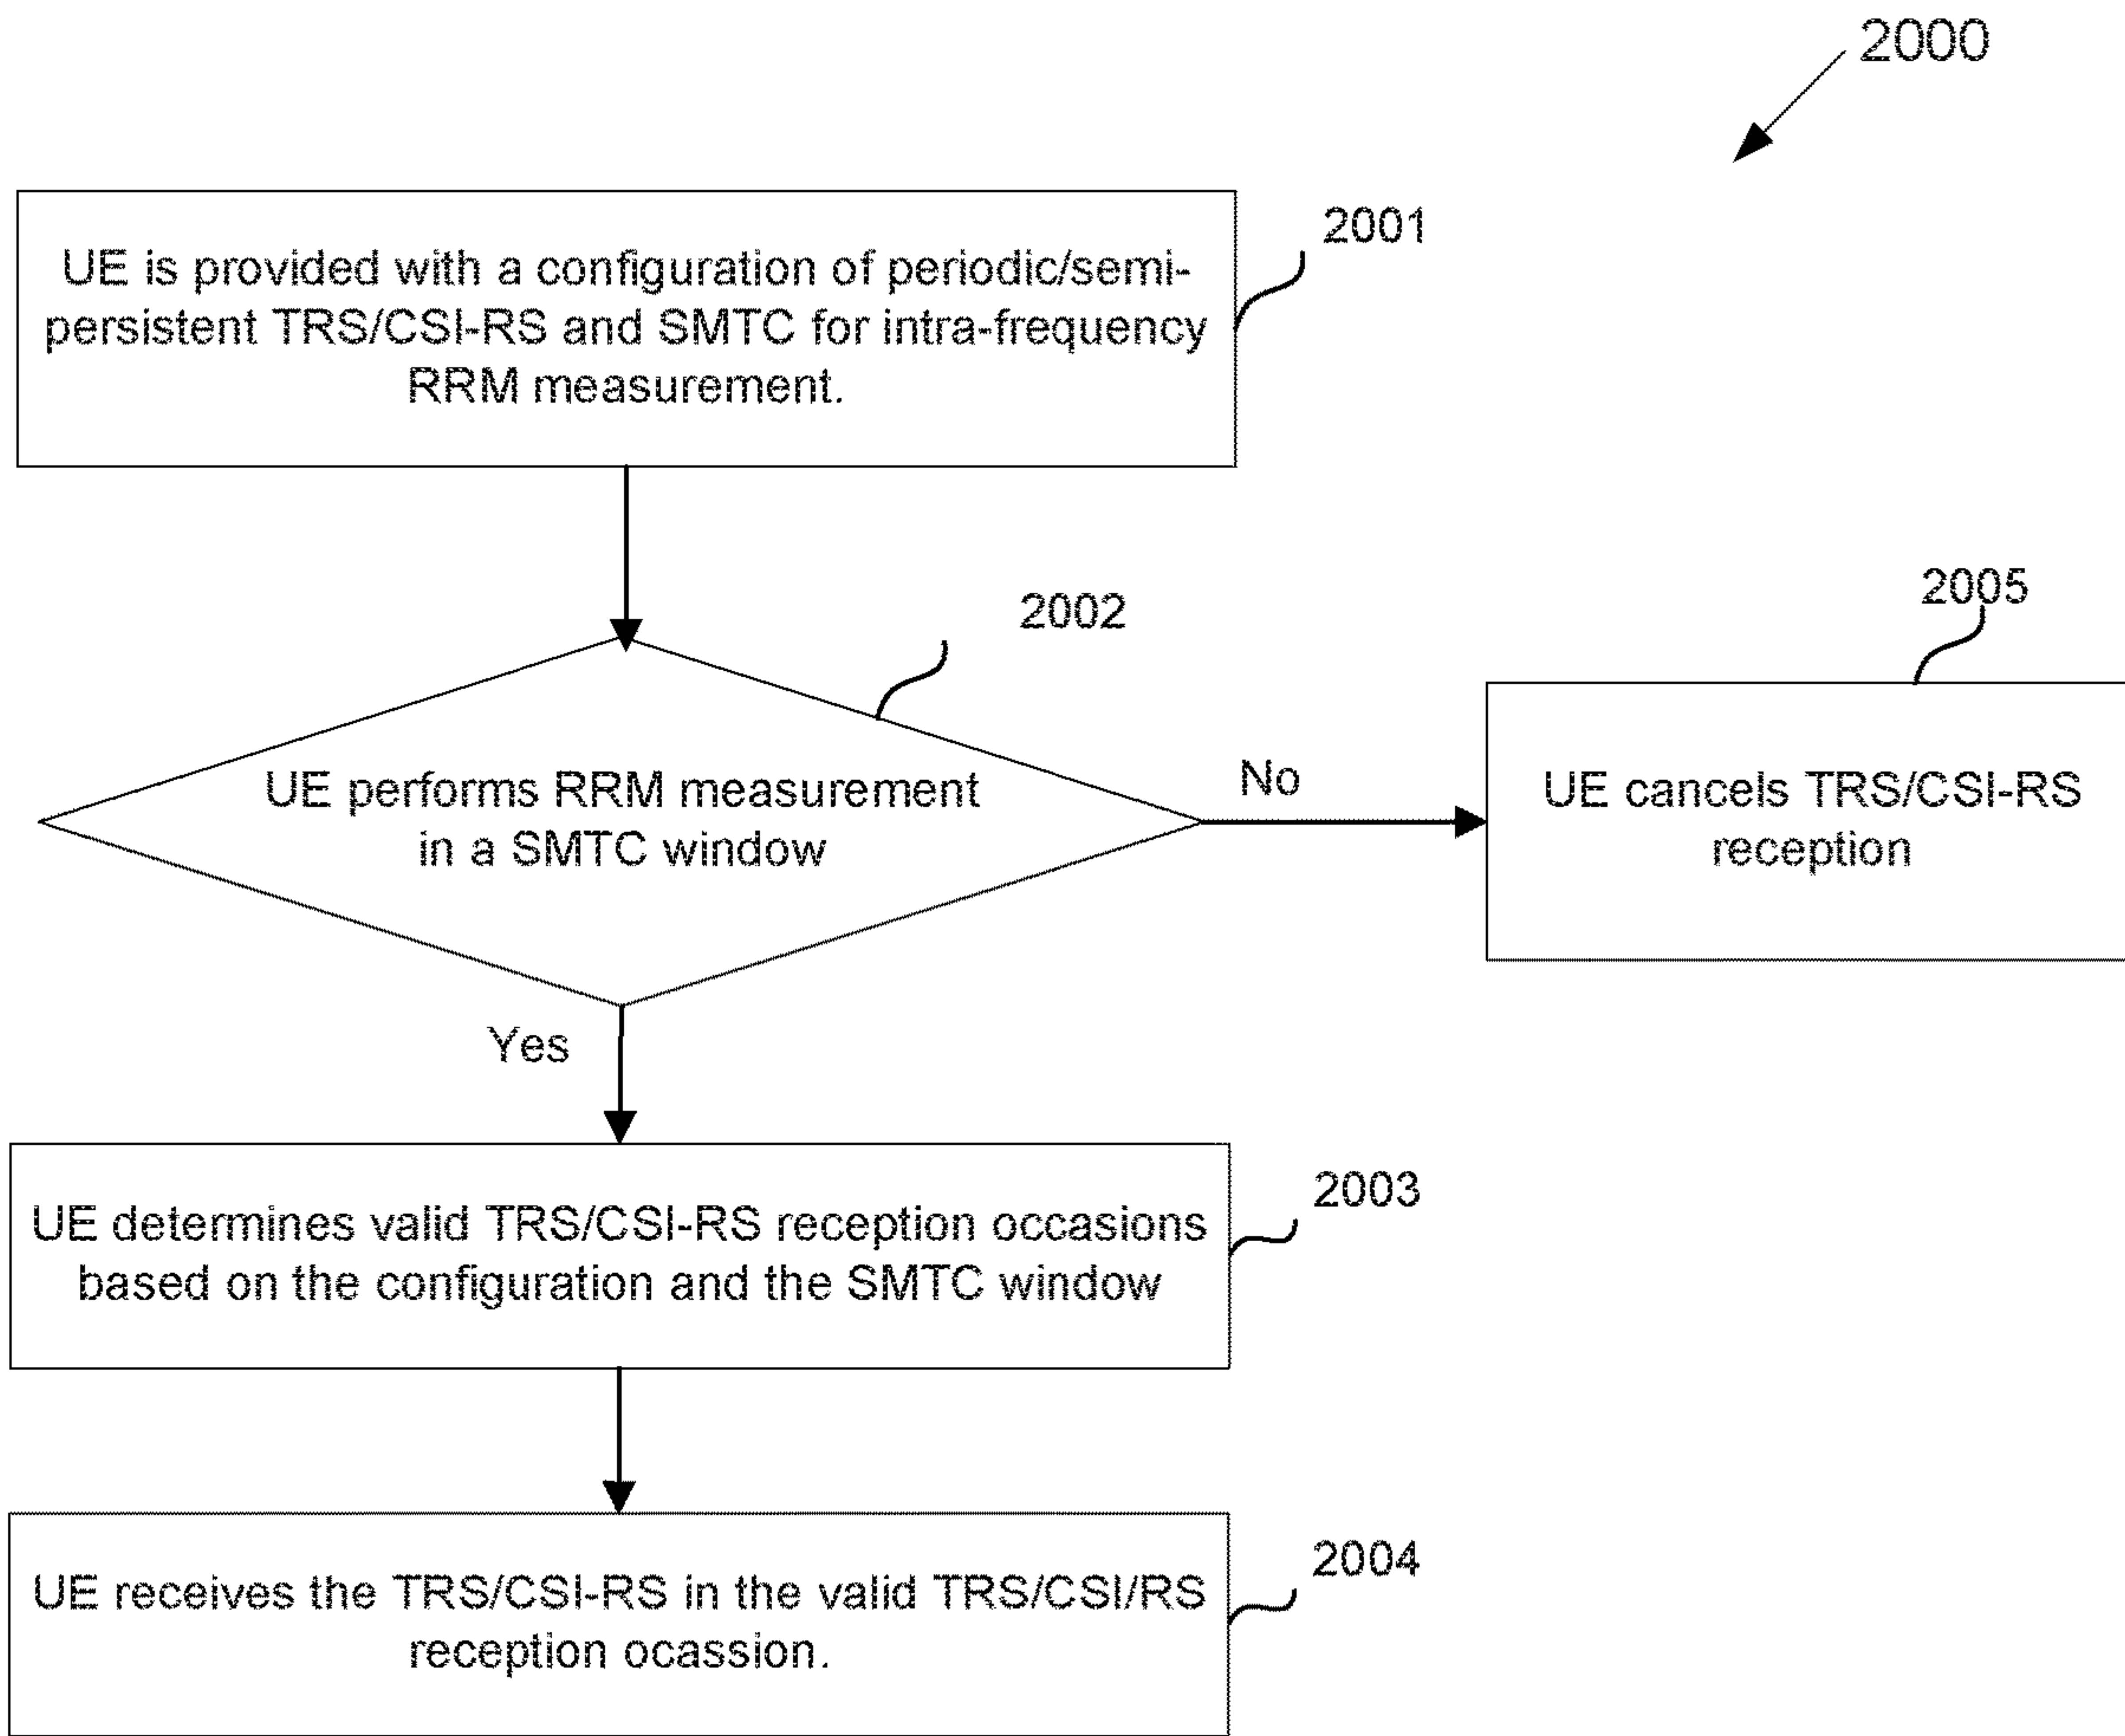 2000
UE is provided with a configuration of periodic/semi-
persistent TRS/CSI-RS and SMTC for intra-frequency
RRM measurement.
2001
2002
2005
UE performs RRM measurement
in a SMTC window
No
UE cancels TRS/CSI-RS
reception
Yes
UE determines valid TRS/CSI-RS reception occasions
based on the configuration and the SMTC window
2003
UE receives the TRS/CSI-RS in the valid TRS/CSI/RS
reception ocassion.
2004